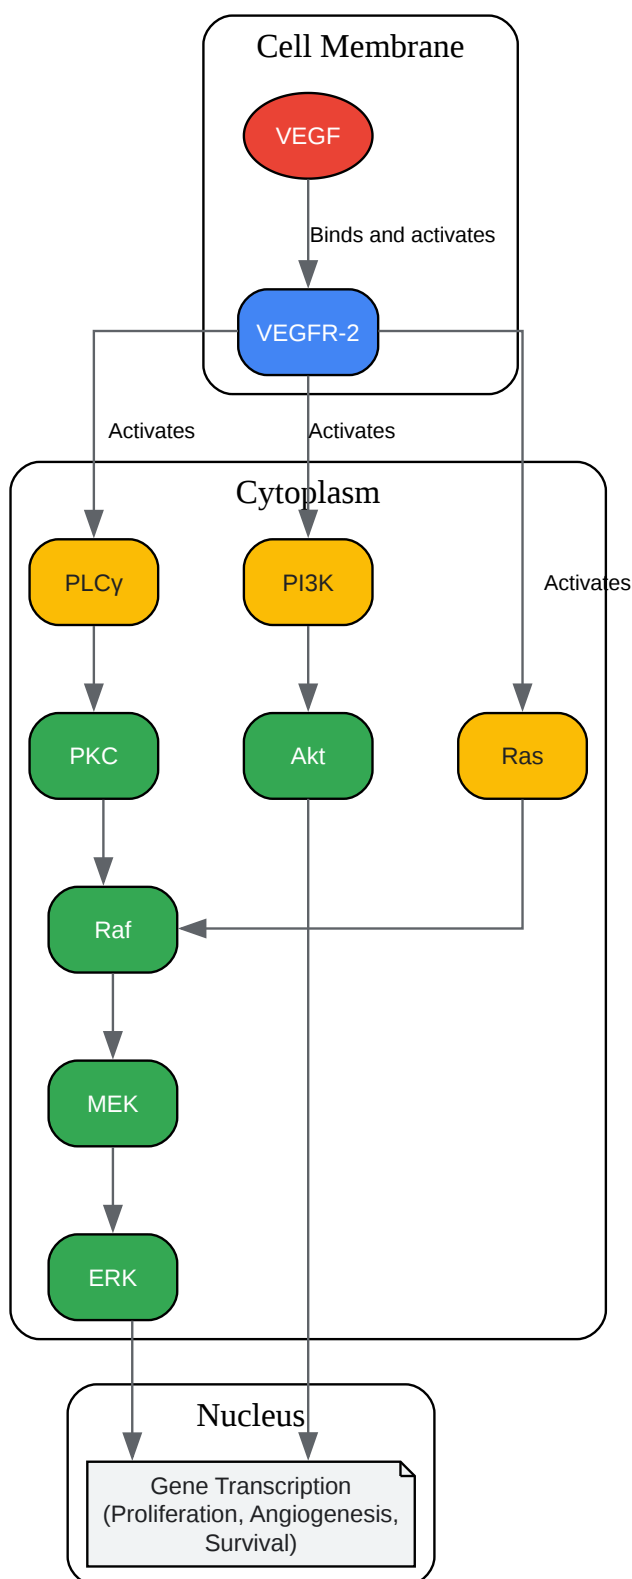 Cell Membrane
VEGF
Binds and activates
VEGFR-2
Activates
Activates
Cytoplasm
PLCγ
PI3K
Activates
PKC
Akt
Ras
Raf
MEK
ERK
Nucleus
Gene Transcription
(Proliferation, Angiogenesis,
Survival)